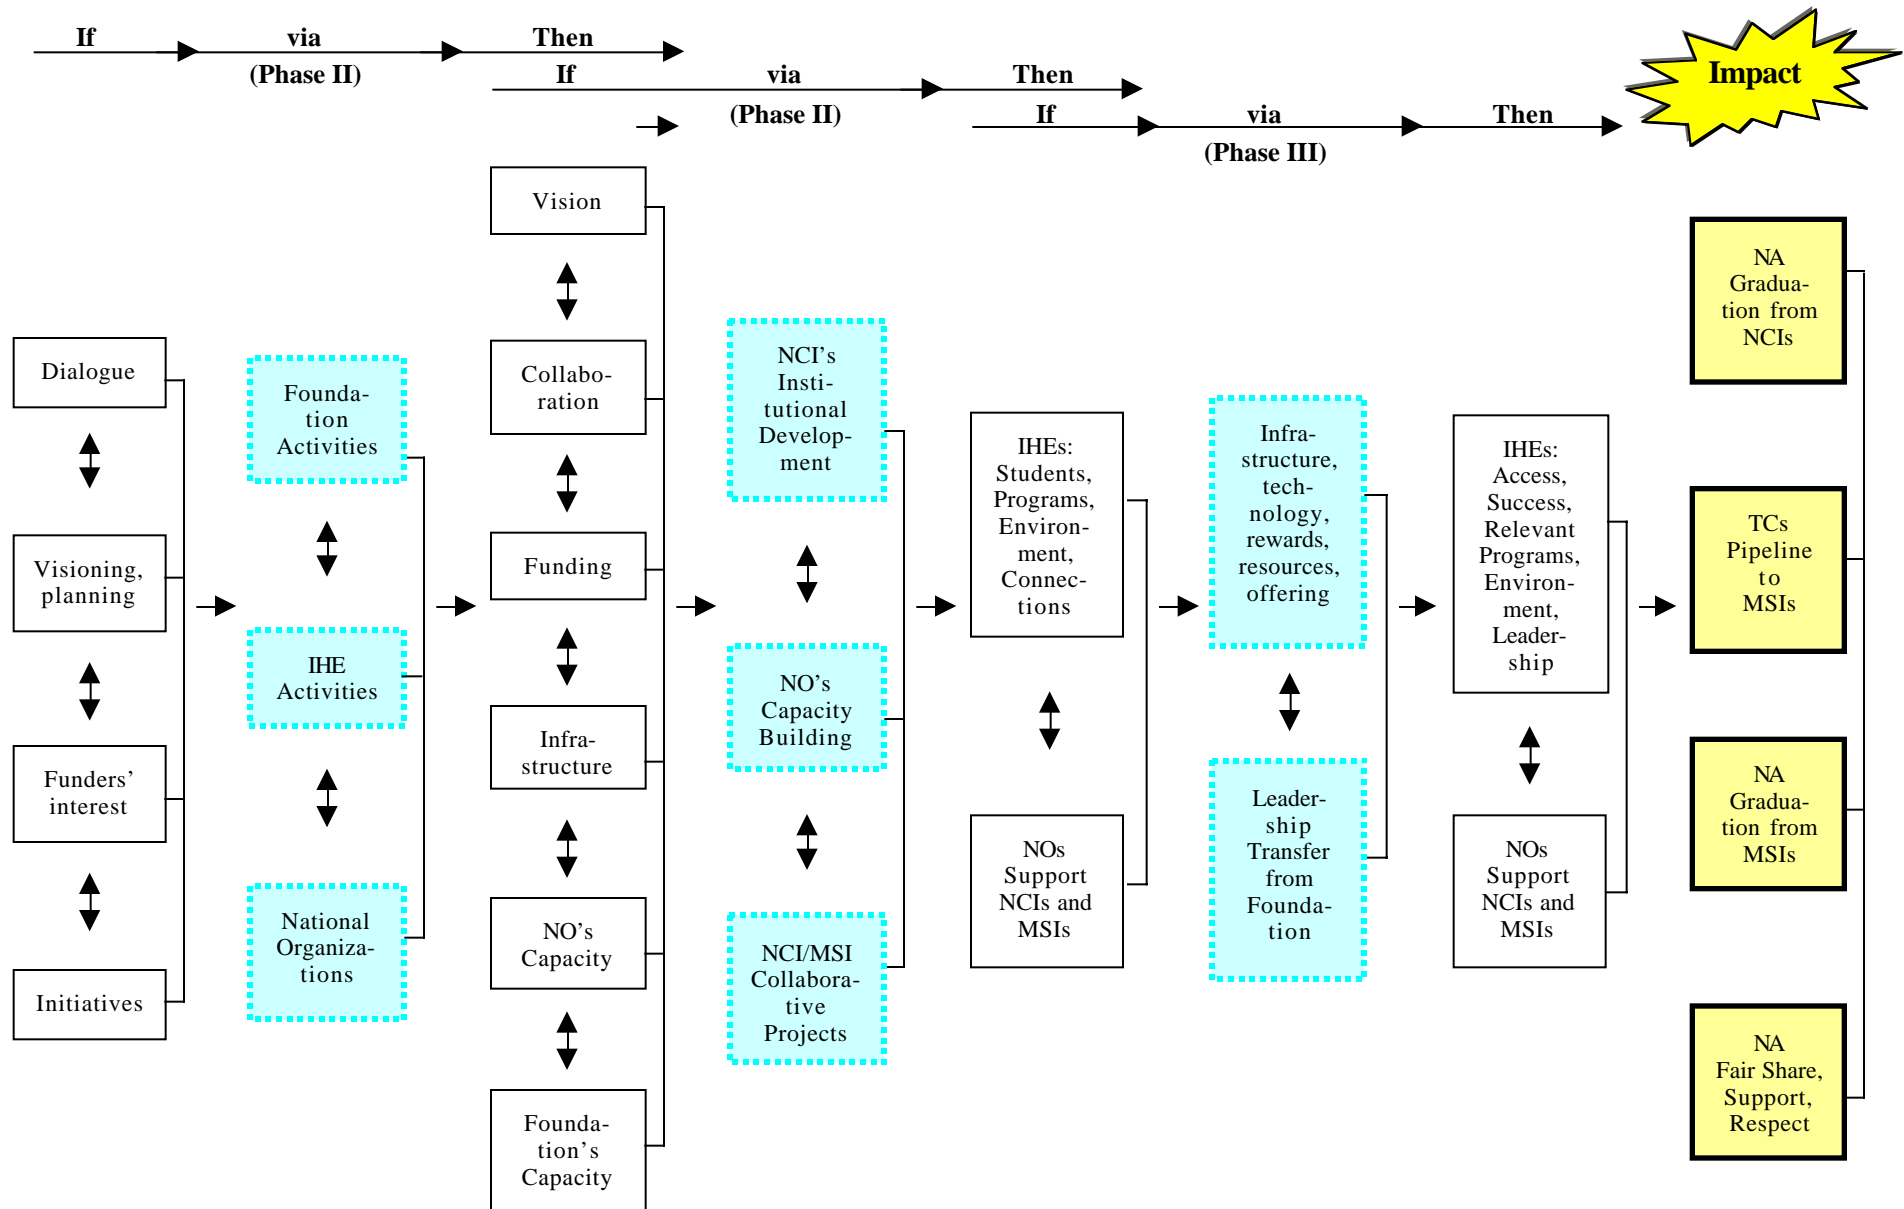 If
via
Then
(Phase II)
If
via
Then
(Phase II)
If
via
Then
(Phase III)
Impact
Dialogue
Visioning,
planning
Funders’
interest
Initiatives
Founda-
tion
Activities
IHE
Activities
National
Organiza-
tions
Vision
Collabo-
ration
Funding
Infra-
structure
NO’s
Capacity
Founda-
tion’s
Capacity
NCI’s
Insti-
tutional
Develop-
ment
NO’s
Capacity
Building
NCI/MSI
Collabora-
tive
Projects
IHEs:
Students,
Programs,
Environ-
ment,
Connec-
tions
NOs
Support
NCIs and
MSIs
Infra-
structure,
tech-
nology,
rewards,
resources,
offering
Leader-
ship
Transfer
from
Founda-
tion
IHEs:
Access,
Success,
Relevant
Programs,
Environ-
ment,
Leader-
ship
NOs
Support
NCIs and
MSIs
NA
Gradua-
tion from
NCIs
TCs
Pipeline
to
MSIs
NA
Gradua-
tion from
MSIs
NA
Fair Share,
Support,
Respect